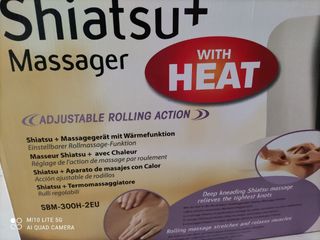 Shiatsu+
Massager
WITH
HEAT
ADJUSTABLE ROLLING ACTION
Shiatsu + Massagegerät mit Wärmefunktion
Einstellbarer Rollmassage-Funktion
Masseur Shiatsu + avec Chaleur
Réglage de l'action de massage par roulement
Shiatsu + Aparato de masajes con Calor
Acción ajustable de rodillos
Shiatsu + Termomassaggiatore
Rulli regolabili
SBM-300H-2EU
Deep kneading Shiatsu massage
relieves the tightest knots
Rolling massage stretches and relaxes muscles
MI 10 LITE 5G
AI QUAD CAMERA